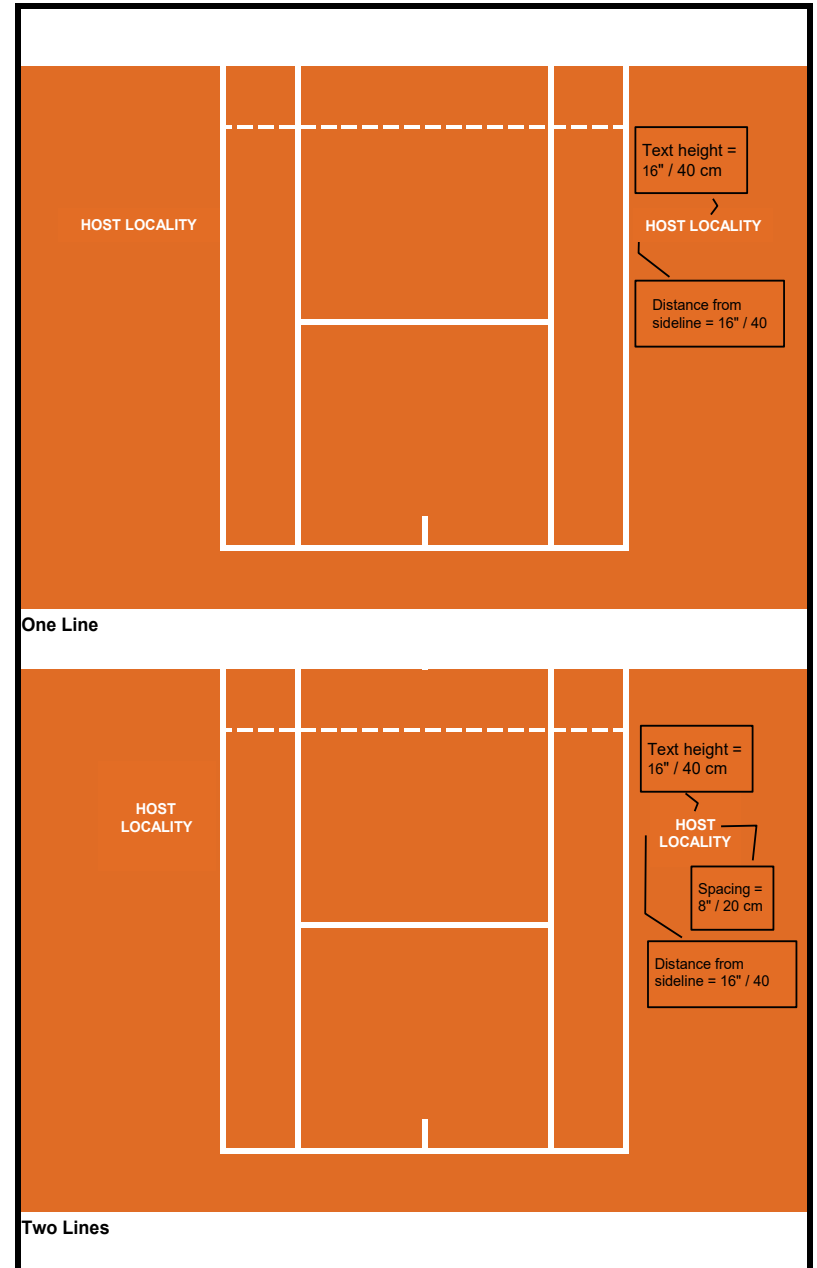 Text height =
16" / 40 cm
HOST LOCALITY
HOST LOCALITY
Distance from
sideline = 16" / 40
One Line
Text height =
16" / 40 cm
HOST
LOCALITY
HOST
LOCALITY
Spacing =
8" / 20 cm
Distance from
sideline = 16" / 40
Two Lines